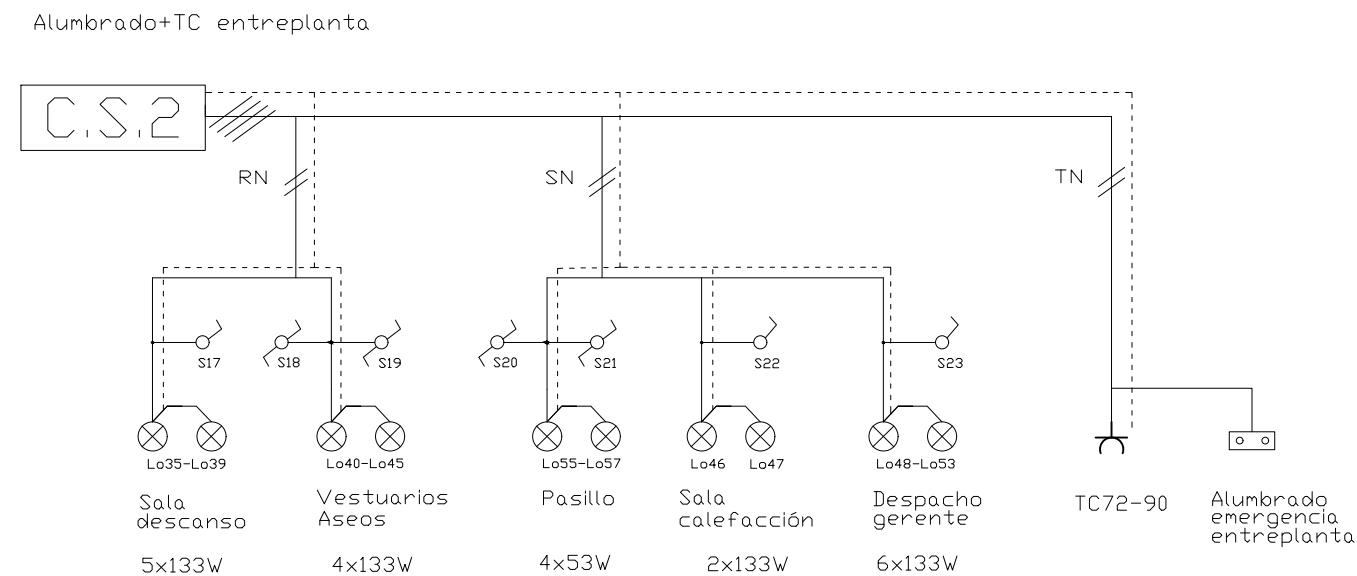 Alumbrado+TC entreplanta
C.S.2
RN
SN
TN
S17
S18
S19
S20
S21
S22
S23
Lo35-Lo39
Lo40-Lo45
Lo55-Lo57
Lo46
Lo47
Lo48-Lo53
Sala
descanso
5x133W
Vestuarios
Aseos
4x133W
Pasillo
4x53W
Sala
calefacción
2x133W
Despacho
gerente
6x133W
TC72-90
Alumbrado
emergencia
entreplanta